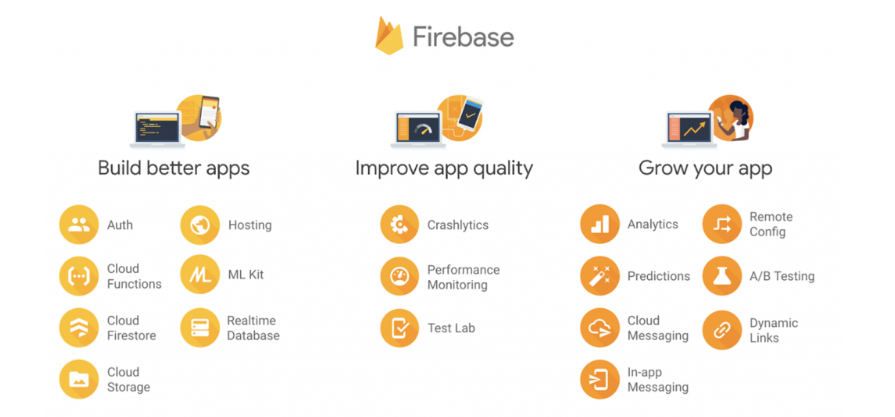 Firebase
Build better apps
Auth
Hosting
Cloud
Functions
ML Kit
Cloud
Firestore
Realtime
Database
Cloud
Storage
Improve app quality
Crashlytics
Performance
Monitoring
Test Lab
Grow your app
Analytics
Remote
Config
Predictions
A/B Testing
Cloud
Messaging
Dynamic
Links
In-app
Messaging